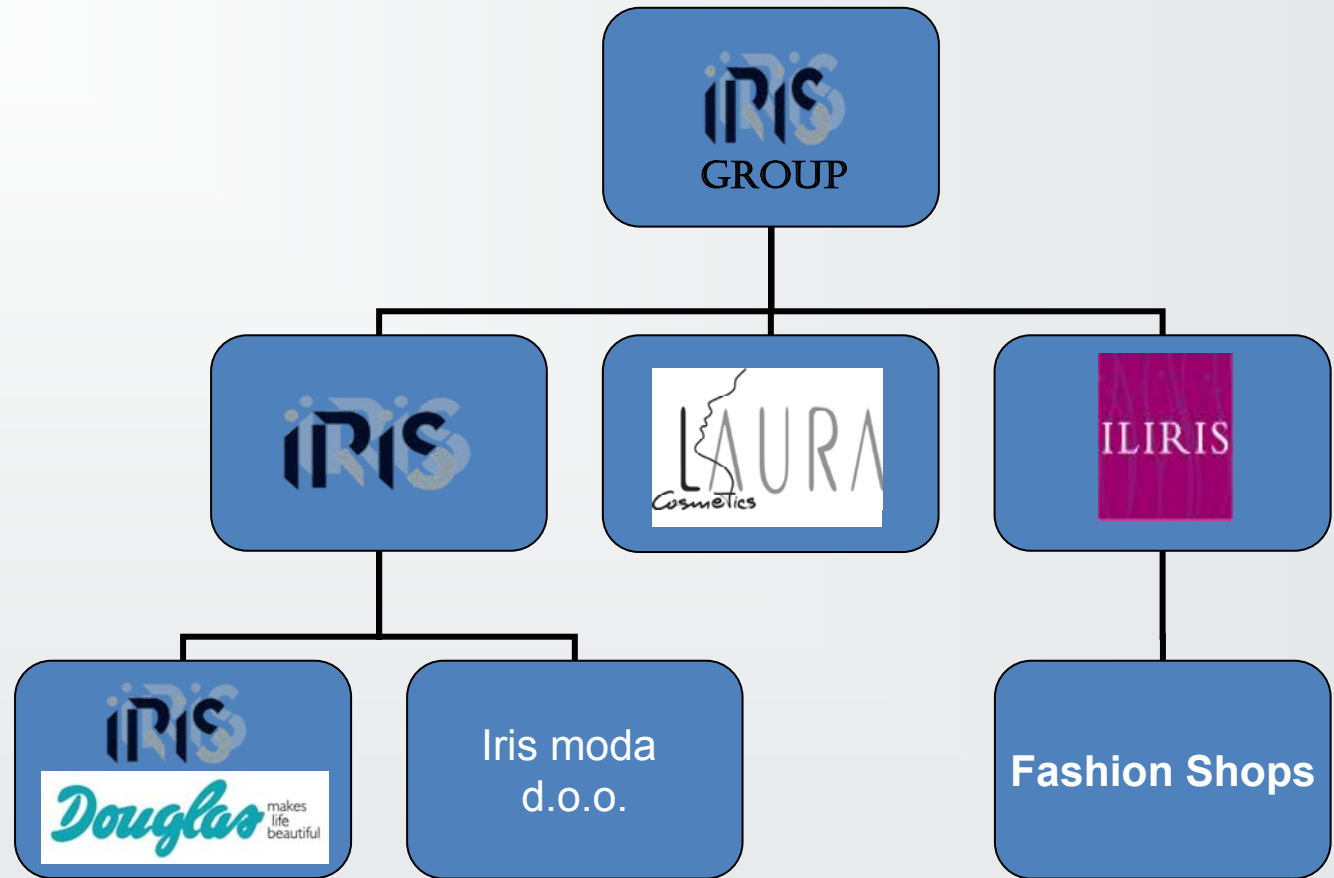 iRiS
GROUP
iRiS
LAURA
Cosmetics
ILIRIS
iRiS
Douglas makes
life
beautiful
Iris moda
d.o.o.
Fashion Shops